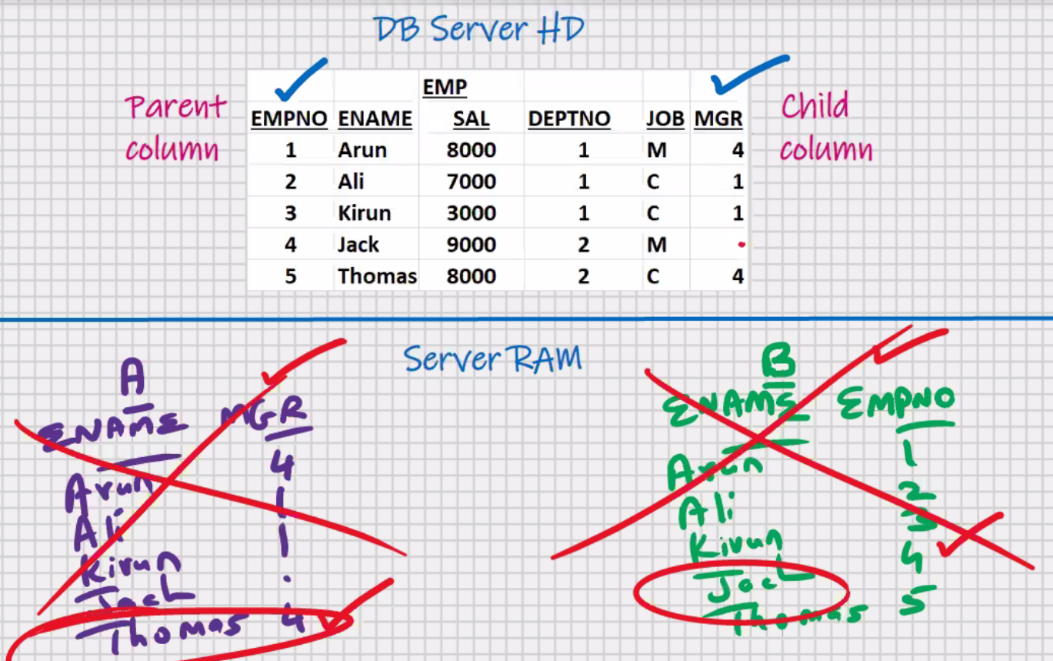 DB Server HD
EMP
Parent column
EMPNO ENAME SAL DEPTNO JOB MGR
Child column
1 Arun 8000 1 M 4
2 Ali 7000 1 C 1
3 Kirun 3000 1 C 1
4 Jack 9000 2 M
5 Thomas 8000 2 C 4
Server RAM
A
ENAME MGR
Arun 4
Ali 1
Kirun 1
Jack .
Thomas 4
B
ENAME EMPNO
Arun 1
Ali 2
Kirun 3
Jack 4
Thomas 5